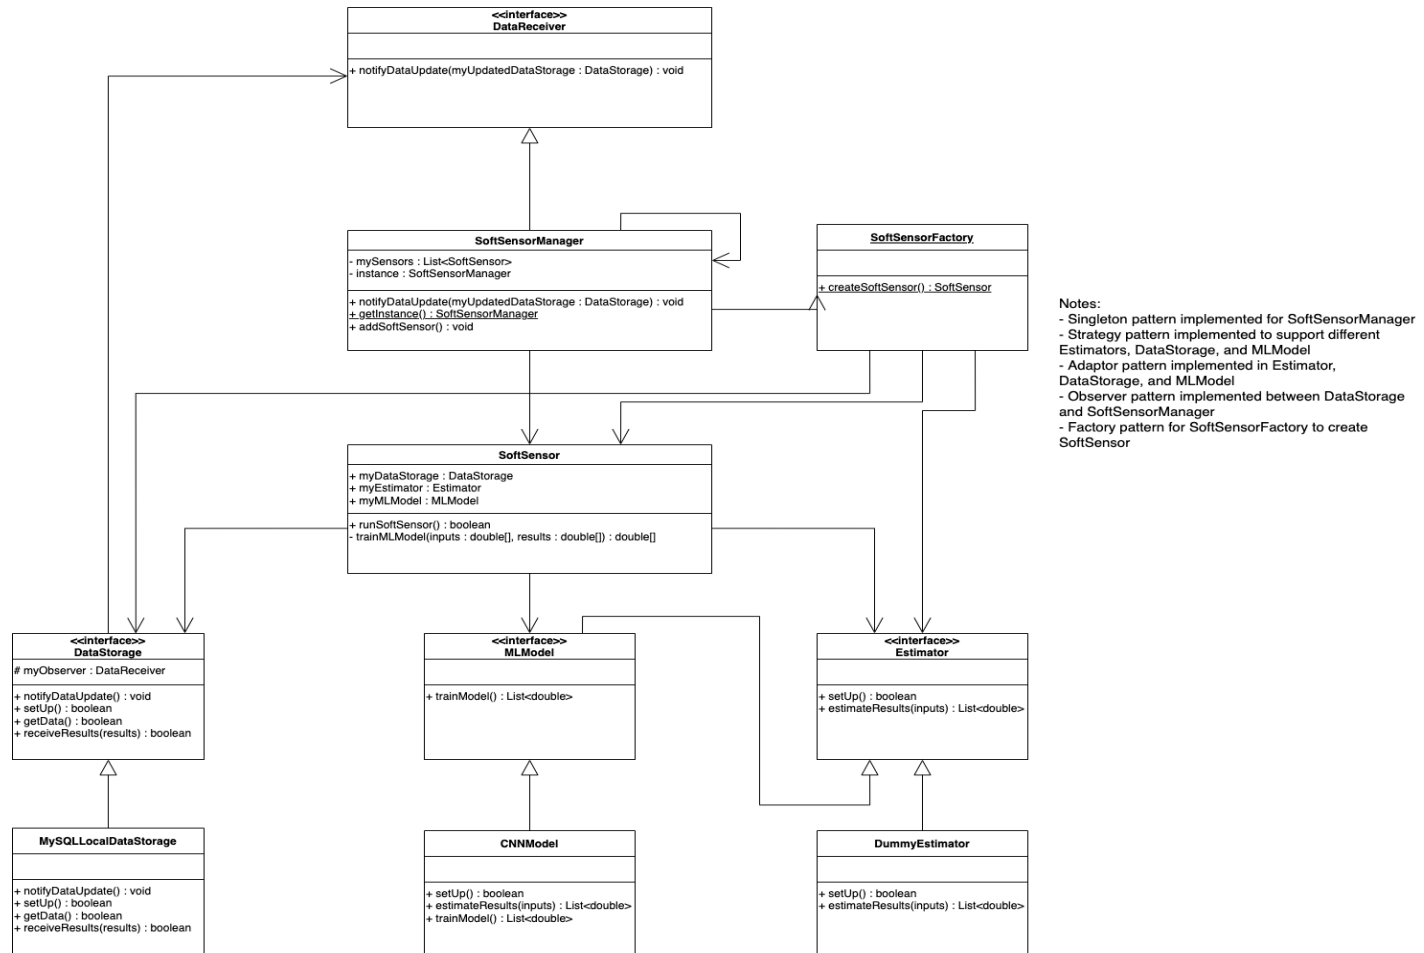 <<interface>>
DataReceiver
+ notifyDataUpdate(myUpdatedDataStorage : DataStorage) : void
SoftSensorManager
- mySensors : List<SoftSensor>
- instance : SoftSensorManager
+ notifyDataUpdate(myUpdatedDataStorage : DataStorage) : void
+ getInstance() : SoftSensorManager
+ addSoftSensor() : void
SoftSensorFactory
+ createSoftSensor() : SoftSensor
Notes:
- Singleton pattern implemented for SoftSensorManager
- Strategy pattern implemented to support different
Estimators, DataStorage, and MLModel
- Adaptor pattern implemented in Estimator,
DataStorage, and MLModel
- Observer pattern implemented between DataStorage
and SoftSensorManager
- Factory pattern for SoftSensorFactory to create
SoftSensor
SoftSensor
+ myDataStorage : DataStorage
+ myEstimator : Estimator
+ myMLModel : MLModel
+ runSoftSensor() : boolean
- trainMLModel(inputs : double[], results : double[]) : double[]
<<interface>>
DataStorage
# myObserver : DataReceiver
+ notifyDataUpdate() : void
+ setUp() : boolean
+ getData() : boolean
+ receiveResults(results) : boolean
<<interface>>
MLModel
+ trainModel() : List<double>
<<interface>>
Estimator
+ setUp() : boolean
+ estimateResults(inputs) : List<double>
MySQLLocalDataStorage
+ notifyDataUpdate() : void
+ setUp() : boolean
+ getData() : boolean
+ receiveResults(results) : boolean
CNNModel
+ setUp() : boolean
+ estimateResults(inputs) : List<double>
+ trainModel() : List<double>
DummyEstimator
+ setUp() : boolean
+ estimateResults(inputs) : List<double>